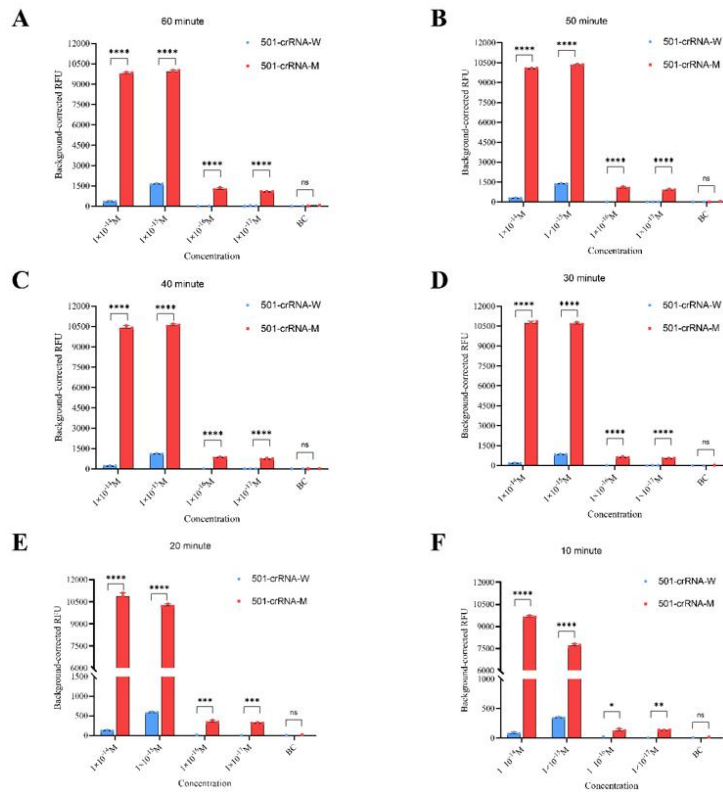 A
60 minute
501-crRNA-W
501-crRNA-M
Background-corrected RFU
12000
10500
9000
7500
6000
4500
3000
1500
0
**** **** **** **** ns
1×10⁻¹⁴M 1×10⁻¹⁵M 1×10⁻¹⁶M 1×10⁻¹⁷M BC
Concentration
B
50 minute
501-crRNA-W
501-crRNA-M
Background-corrected RFU
12000
10500
9000
7500
6000
4500
3000
1500
0
**** **** **** **** ns
1×10⁻¹⁴M 1×10⁻¹⁵M 1×10⁻¹⁶M 1×10⁻¹⁷M BC
Concentration
C
40 minute
501-crRNA-W
501-crRNA-M
Background-corrected RFU
12000
10500
9000
7500
6000
4500
3000
1500
0
**** **** **** **** ns
1×10⁻¹⁴M 1×10⁻¹⁵M 1×10⁻¹⁶M 1×10⁻¹⁷M BC
Concentration
D
30 minute
501-crRNA-W
501-crRNA-M
Background-corrected RFU
12000
10500
9000
7500
6000
4500
3000
1500
0
**** **** **** **** ns
1×10⁻¹⁴M 1×10⁻¹⁵M 1×10⁻¹⁶M 1×10⁻¹⁷M BC
Concentration
E
20 minute
501-crRNA-W
501-crRNA-M
Background-corrected RFU
12000
10500
9000
7500
6000
1500
1000
500
0
**** **** *** *** ns
1×10⁻¹⁴M 1×10⁻¹⁵M 1×10⁻¹⁶M 1×10⁻¹⁷M BC
Concentration
F
10 minute
501-crRNA-W
501-crRNA-M
Background-corrected RFU
12000
10500
9000
7500
6000
1000
500
0
**** **** * ** ns
1 10⁻¹⁴M 1×10⁻¹⁵M 1 10⁻¹⁶M 1×10⁻¹⁷M BC
Concentration